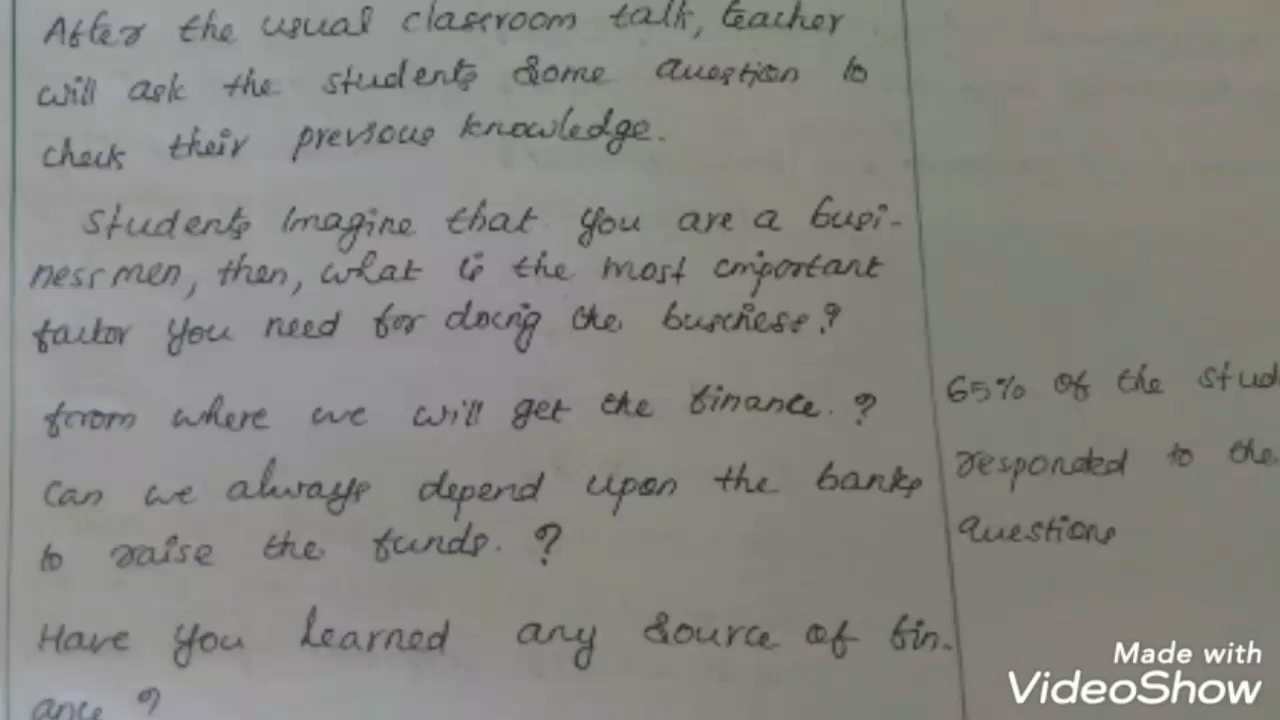 After the usual classroom talk, teacher
will ask the students some question to
check their previous knowledge.
Students Imagine that you are a busi-
ness men, then, what is the most important
factor you need for doing the business?
from where we will get the finance. ?
Can we always depend upon the banks
to raise the funds. ?
Have you learned any source of fin-
ance ?
65% of the stud
responded to the
questions
Made with
VideoShow